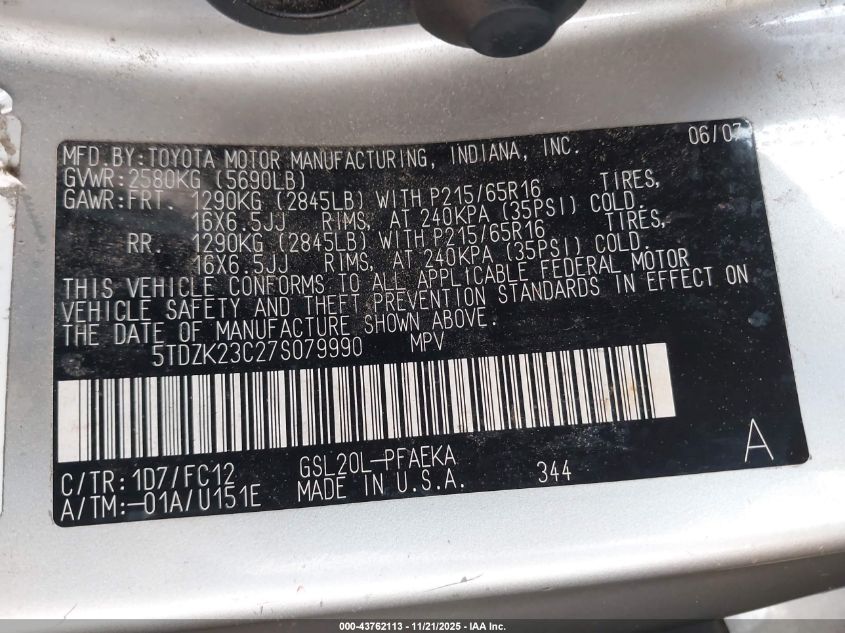 MFD.BY: TOYOTA MOTOR MANUFACTURING, INDIANA, INC. 06/07
GVWR: 2580KG (5690LB)
GAWR: FRT. 1290KG (2845LB) WITH P215/65R16 TIRES,
16X6.5JJ RIMS, AT 240KPA (35PSI) COLD.
RR. 1290KG (2845LB) WITH P215/65R16 TIRES,
16X6.5JJ RIMS, AT 240KPA (35PSI) COLD.
THIS VEHICLE CONFORMS TO ALL APPLICABLE FEDERAL MOTOR
VEHICLE SAFETY AND THEFT PREVENTION STANDARDS IN EFFECT ON
THE DATE OF MANUFACTURE SHOWN ABOVE.
5TDZK23C27S079990 MPV
C/TR: 1D7/FC12 GSL20L-PFAEKA A
A/TM:-01A/U151E MADE IN U.S.A. 344
000-43762113 - 11/21/2025 - IAA Inc.